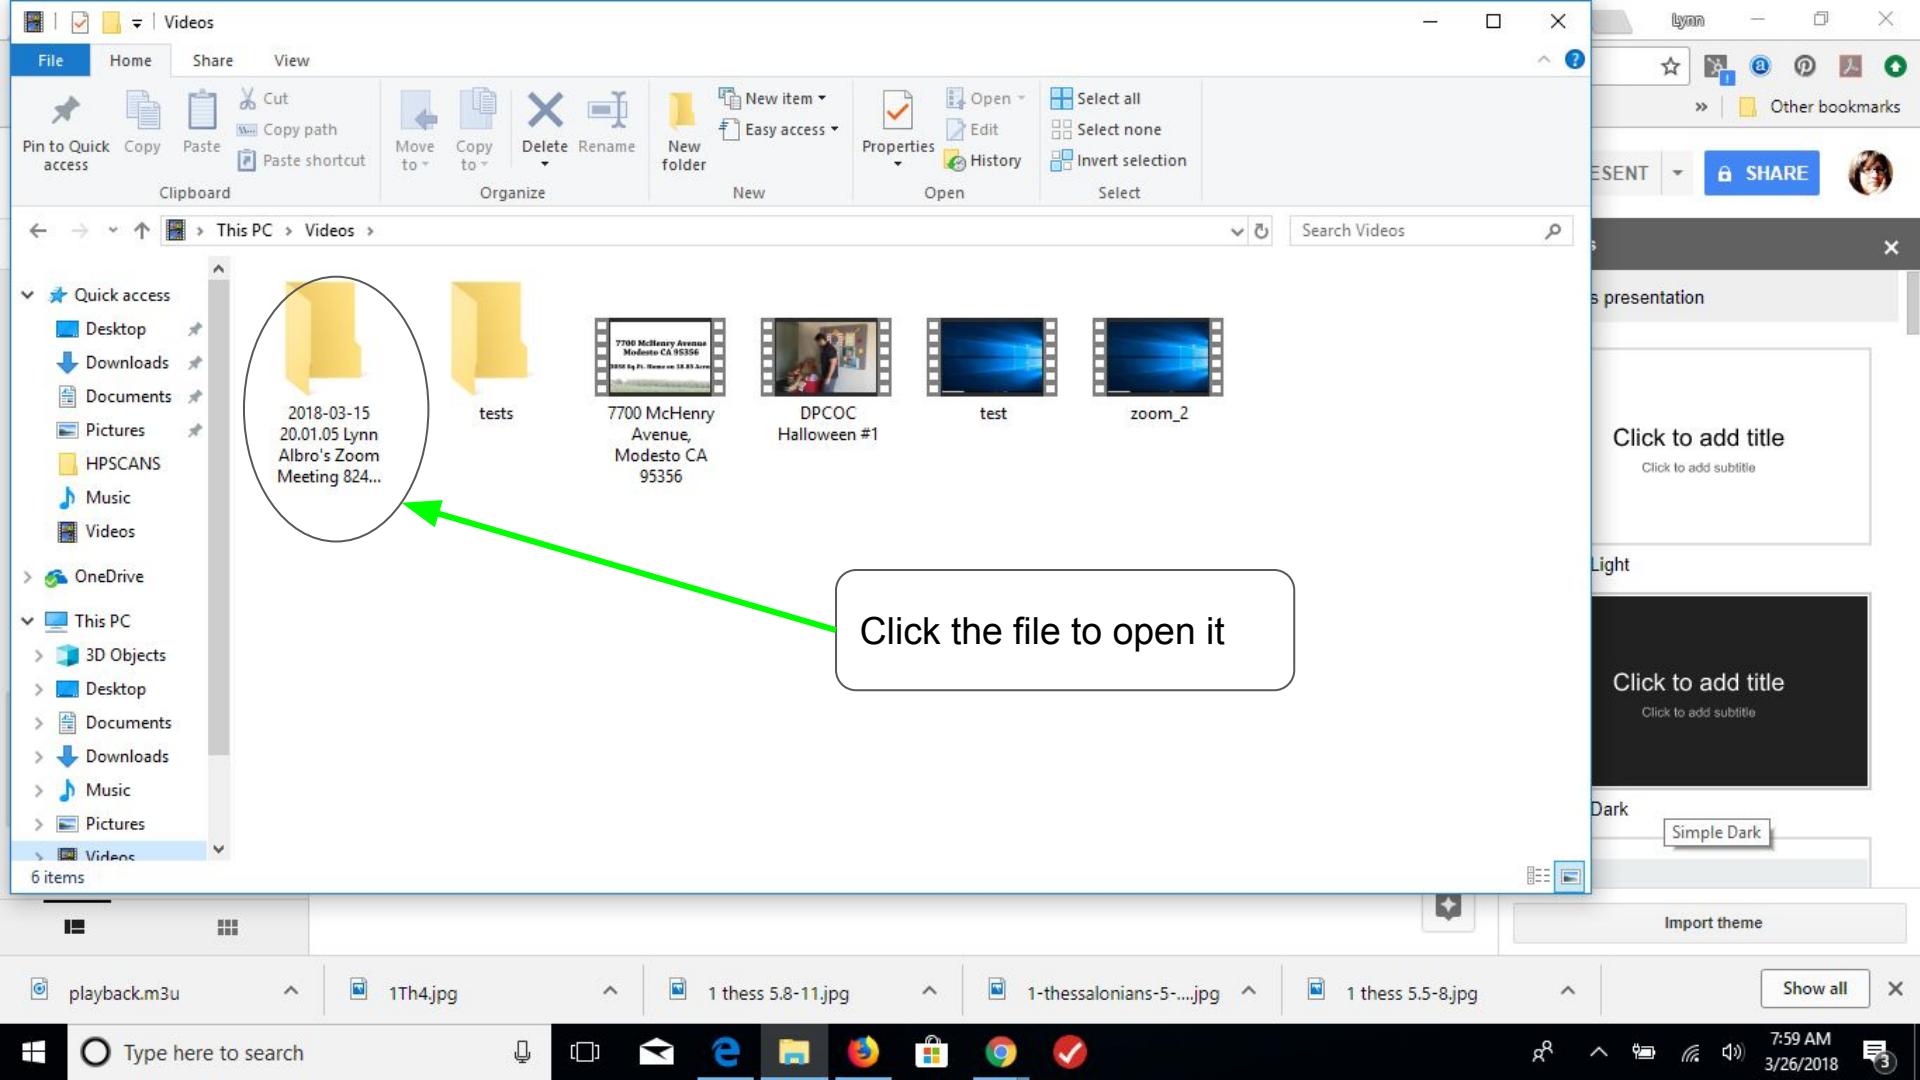 Videos
File
Home
Share
View
Pin to Quick
access
Copy
Paste
Cut
Copy path
Paste shortcut
Clipboard
Move
to
Copy
to
Delete
Rename
Organize
New
folder
New item
Easy access
New
Properties
Open
Edit
History
Open
Select all
Select none
Invert selection
Select
This PC > Videos >
Search Videos
Quick access
Desktop
Downloads
Documents
Pictures
HPSCANS
Music
Videos
OneDrive
This PC
3D Objects
Desktop
Documents
Downloads
Music
Pictures
Videos
6 items
2018-03-15
20.01.05 Lynn
Albro's Zoom
Meeting 824...
tests
7700 McHenry Avenue
Modesto CA 95356
7700 McHenry
Avenue,
Modesto CA
95356
DPCOC
Halloween #1
test
zoom_2
Click the file to open it
Lynn
Other bookmarks
ESENT
SHARE
s presentation
Click to add title
Click to add subtitle
Light
Click to add title
Click to add subtitle
Dark
Simple Dark
Import theme
playback.m3u
1Th4.jpg
1 thess 5.8-11.jpg
1-thessalonians-5-....jpg
1 thess 5.5-8.jpg
Show all
Type here to search
7:59 AM
3/26/2018
3